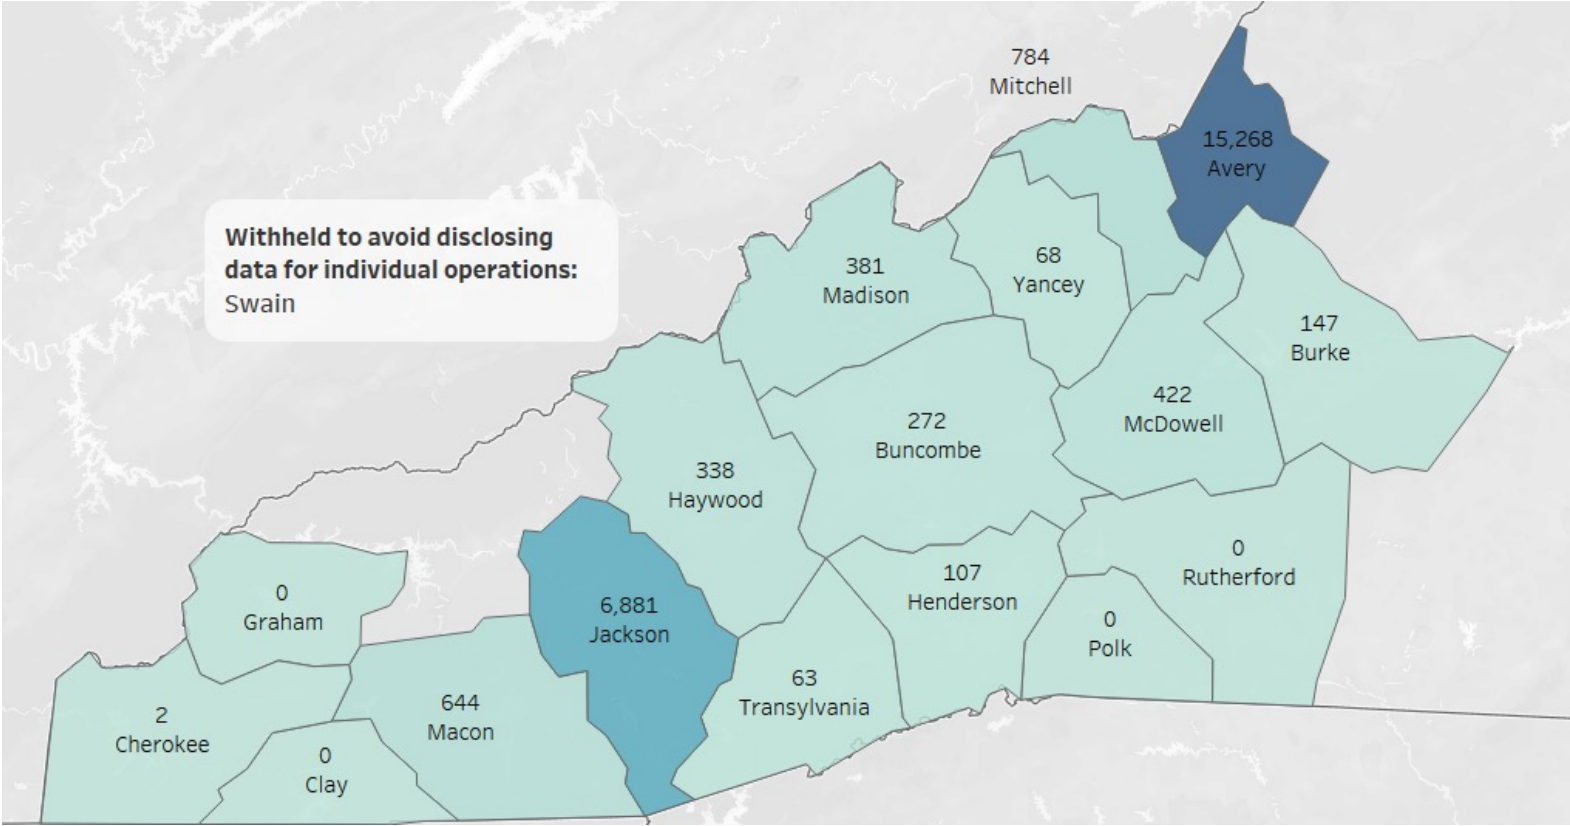 784
Mitchell
15,268
Avery
Withheld to avoid disclosing
data for individual operations:
Swain
381
Madison
68
Yancey
147
Burke
422
McDowell
272
Buncombe
338
Haywood
0
Rutherford
107
Henderson
0
Graham
6,881
Jackson
0
Polk
63
Transylvania
644
Macon
2
Cherokee
0
Clay